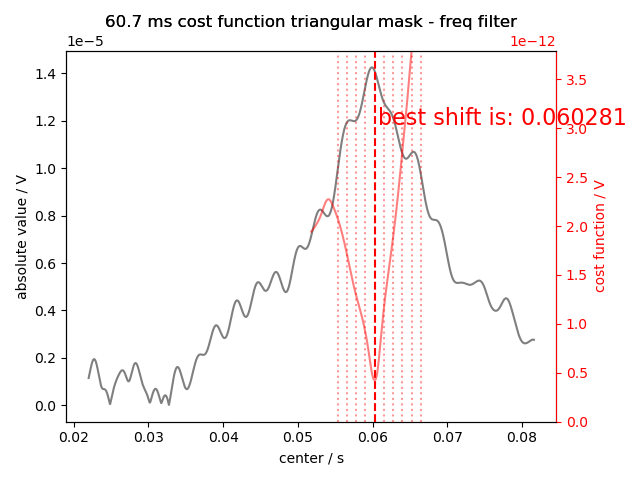 60.7 ms cost function triangular mask - freq filter
1e−5
1e−12
best shift is: 0.060281
absolute value / V
0.0
0.2
0.4
0.6
0.8
1.0
1.2
1.4
cost function / V
0.0
0.5
1.0
1.5
2.0
2.5
3.0
3.5
0.02 0.03 0.04 0.05 0.06 0.07 0.08
center / s